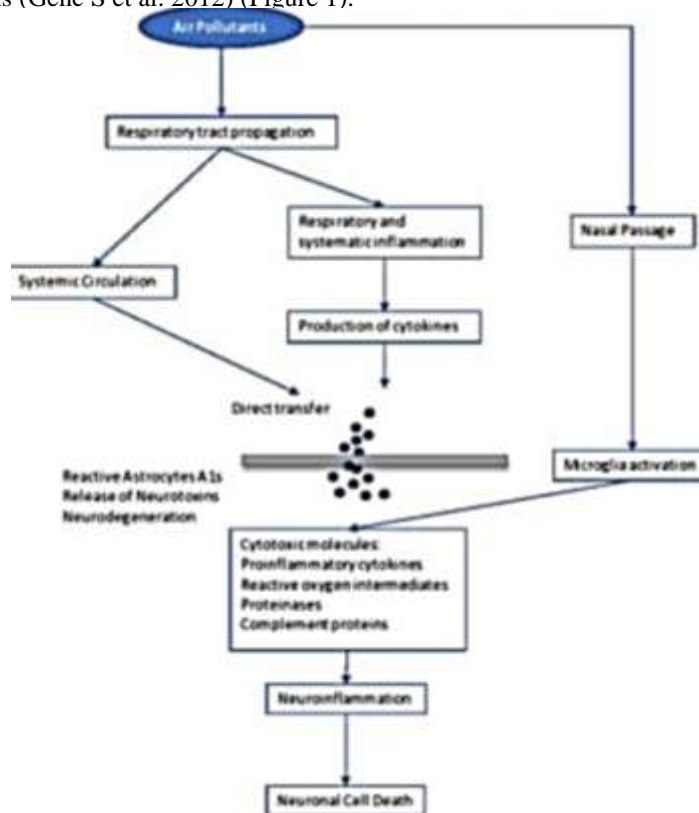 is (Genc S et al. 2012) (Figure 1).
Air Pollutants
Respiratory tract propagation
Respiratory and
systematic inflammation
Nasal Passage
Systemic Circulation
Production of cytokines
Direct transfer
Reactive Astrocytes A1s
Release of Neurotoxins
Neurodegeneration
Microglia activation
Cytotoxic molecules:
Proinflammatory cytokines
Reactive oxygen intermediates
Proteinases
Complement proteins
Neuroinflammation
Neuronal Cell Death